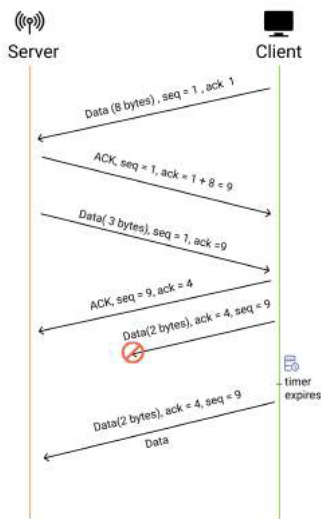 Server
Client
Data (8 bytes) , seq = 1 , ack  1
ACK, seq = 1, ack = 1 + 8 = 9
Data( 3 bytes), seq = 1, ack =9
ACK, seq = 9, ack = 4
Data(2 bytes), ack = 4, seq = 9
timer
expires
Data(2 bytes), ack = 4, seq = 9
Data